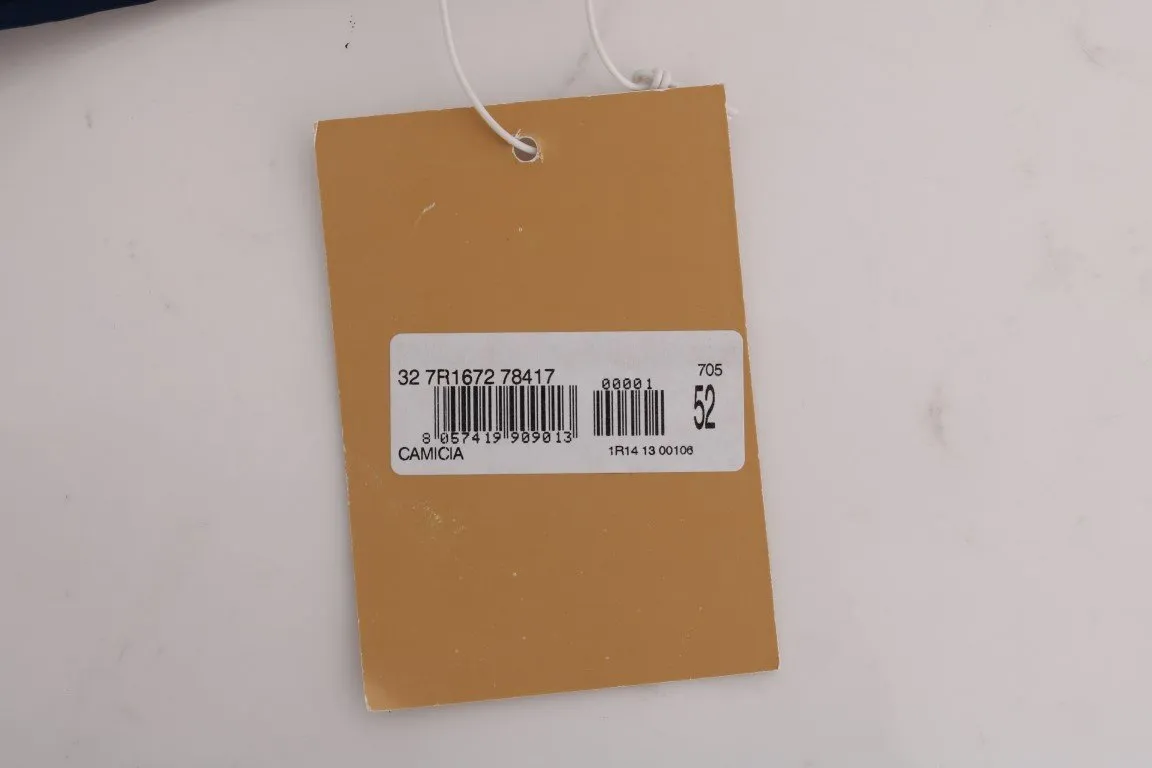 32 7R1672 78417
00001
705
52
8 057419 909013
CAMICIA
1R14 13 00106